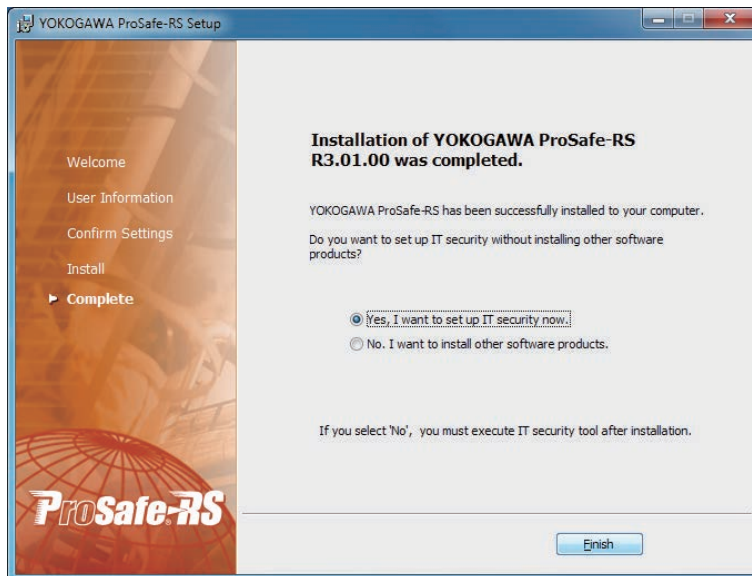 YOKOGAWA ProSafe-RS Setup
Welcome
User Information
Confirm Settings
Install
Complete
Installation of YOKOGAWA ProSafe-RS
R3.01.00 was completed.
YOKOGAWA ProSafe-RS has been successfully installed to your computer.
Do you want to set up IT security without installing other software
products?
Yes, I want to set up IT security now.
No. I want to install other software products.
If you select 'No', you must execute IT security tool after installation.
ProSafe-RS
Finish